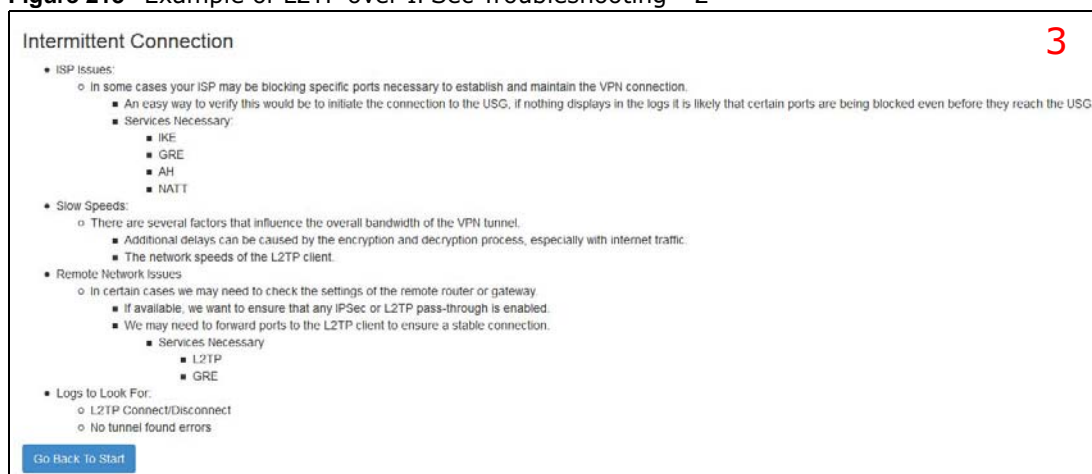 Example of L2TP over IPSec Troubleshooting - 2
Intermittent Connection
3
• ISP Issues:
o In some cases your ISP may be blocking specific ports necessary to establish and maintain the VPN connection.
▪ An easy way to verify this would be to initiate the connection to the USG, if nothing displays in the logs it is likely that certain ports are being blocked even before they reach the USG
▪ Services Necessary:
▪ IKE
▪ GRE
▪ AH
▪ NATT
• Slow Speeds:
o There are several factors that influence the overall bandwidth of the VPN tunnel.
▪ Additional delays can be caused by the encryption and decryption process, especially with internet traffic.
▪ The network speeds of the L2TP client.
• Remote Network Issues
o In certain cases we may need to check the settings of the remote router or gateway.
▪ If available, we want to ensure that any IPSec or L2TP pass-through is enabled.
▪ We may need to forward ports to the L2TP client to ensure a stable connection.
▪ Services Necessary
▪ L2TP
▪ GRE
• Logs to Look For:
o L2TP Connect/Disconnect
o No tunnel found errors
Go Back To Start